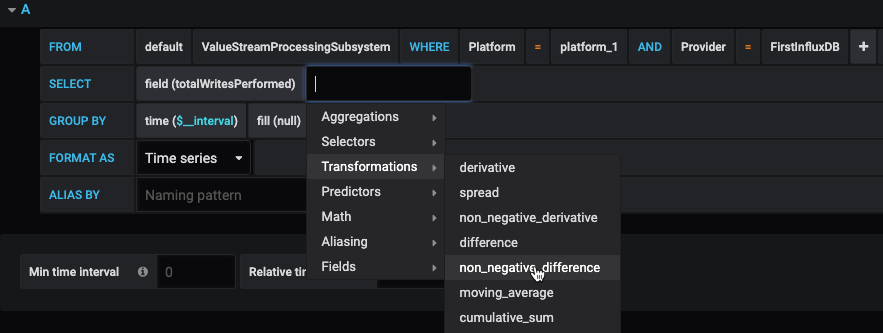 A
FROM default ValueStreamProcessingSubsystem WHERE Platform = platform_1 AND Provider = FirstInfluxDB +
SELECT field (totalWritesPerformed)
GROUP BY time ($__interval) fill (null)
FORMAT AS Time series
ALIAS BY Naming pattern
Aggregations
Selectors
Transformations
Predictors
Math
Aliasing
Fields
derivative
spread
non_negative_derivative
difference
non_negative_difference
moving_average
cumulative_sum
Min time interval 0 Relative